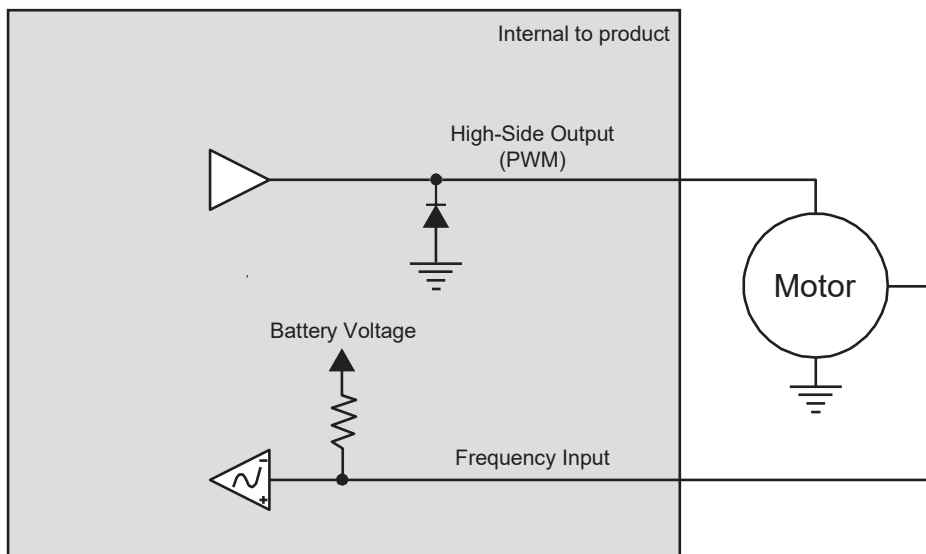 Internal to product
High-Side Output
(PWM)
Motor
Battery Voltage
Frequency Input
−
+